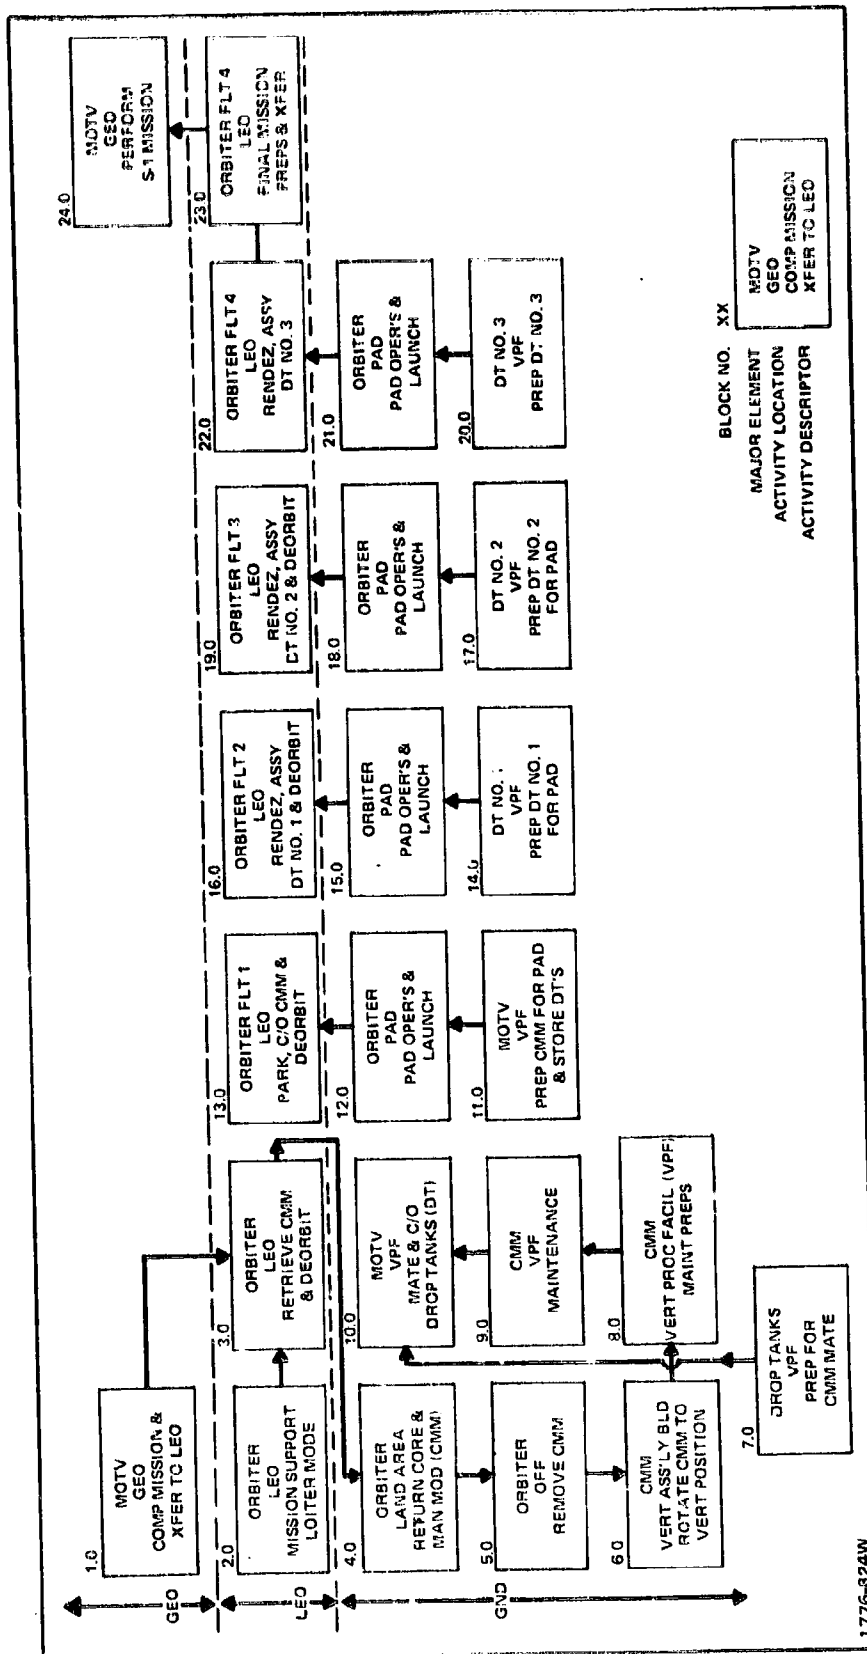 GEO
LEO
GND
1.0
MOTV
GEO
COMP MISSION &
XFER TO LEO
2.0
ORBITER
LEO
MISSION SUPPORT
LOITER MODE
3.0
ORBITER
LEO
RETRIEVE CMM
& DEORBIT
4.0
ORBITER
LAND AREA
RETURN CORE &
MAN MOD (CMM)
5.0
ORBITER
OFF
REMOVE CMM
6.0
CMM
VERT ASS'LY BLD
ROTATE CMM TO
VERT POSITION
7.0
DROP TANKS
VPF
PREP FOR
CMM MATE
8.0
CMM
VERT PROC FACIL (VPF)
MAINT PREPS
9.0
CMM
VPF
MAINTENANCE
10.0
MOTV
VPF
MATE & C/O
DROP TANKS (DT)
11.0
MOTV
VPF
PREP CMM FOR PAD
& STORE DT'S
12.0
ORBITER
PAD
PAD OPER'S &
LAUNCH
13.0
ORBITER FLT 1
LEO
PARK, C/O CMM &
DEORBIT
14.0
DT NO.
VPF
PREP DT NO. 1
FOR PAD
15.0
ORBITER
PAD
PAD OPER'S &
LAUNCH
16.0
ORBITER FLT 2
LEO
RENDEZ, ASSY
DT NO. 1 & DEORBIT
17.0
DT NO. 2
VPF
PREP DT NO. 2
FOR PAD
18.0
ORBITER
PAD
PAD OPER'S &
LAUNCH
19.0
ORBITER FLT 3
LEO
RENDEZ, ASSY
DT NO. 2 & DEORBIT
20.0
DT NO. 3
VPF
PREP DT NO. 3
21.0
ORBITER
PAD
PAD OPER'S &
LAUNCH
22.0
ORBITER FLT 4
LEO
RENDEZ, ASSY
DT NO. 3
23.0
ORBITER FLT 4
LEO
FINAL MISSION
PREPS & XFER
24.0
MOTV
GEO
PERFORM
S-1 MISSION
BLOCK NO. XX
MAJOR ELEMENT MOTV
ACTIVITY LOCATION GEO
ACTIVITY DESCRIPTOR COMP MISSION
XFER TO LEO
1776-324W